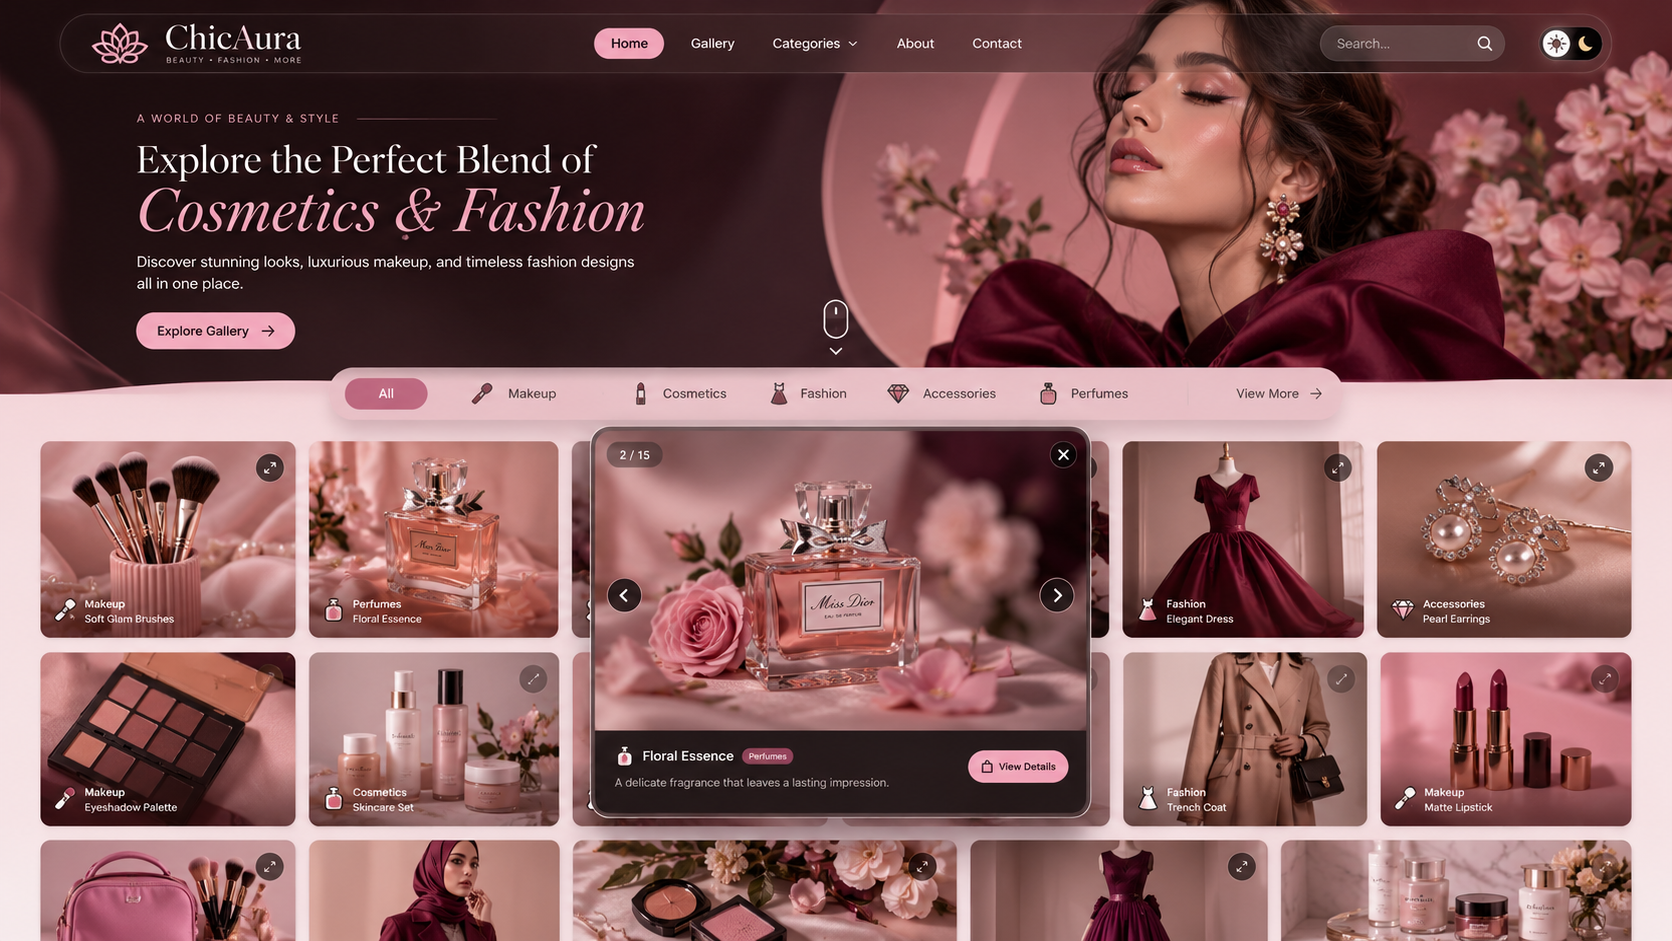 ChicAura
BEAUTY • FASHION • MORE
Home
Gallery
Categories
About
Contact
Search...
A WORLD OF BEAUTY & STYLE
Explore the Perfect Blend of
Cosmetics & Fashion
Discover stunning looks, luxurious makeup, and timeless fashion designs
all in one place.
Explore Gallery
All
Makeup
Cosmetics
Fashion
Accessories
Perfumes
View More
Makeup
Soft Glam Brushes
Perfumes
Floral Essence
2 / 15
Miss Dior
EAU DE PARFUM
Floral Essence
Perfumes
A delicate fragrance that leaves a lasting impression.
View Details
Fashion
Elegant Dress
Accessories
Pearl Earrings
Makeup
Eyeshadow Palette
Cosmetics
Skincare Set
Fashion
Trench Coat
Makeup
Matte Lipstick